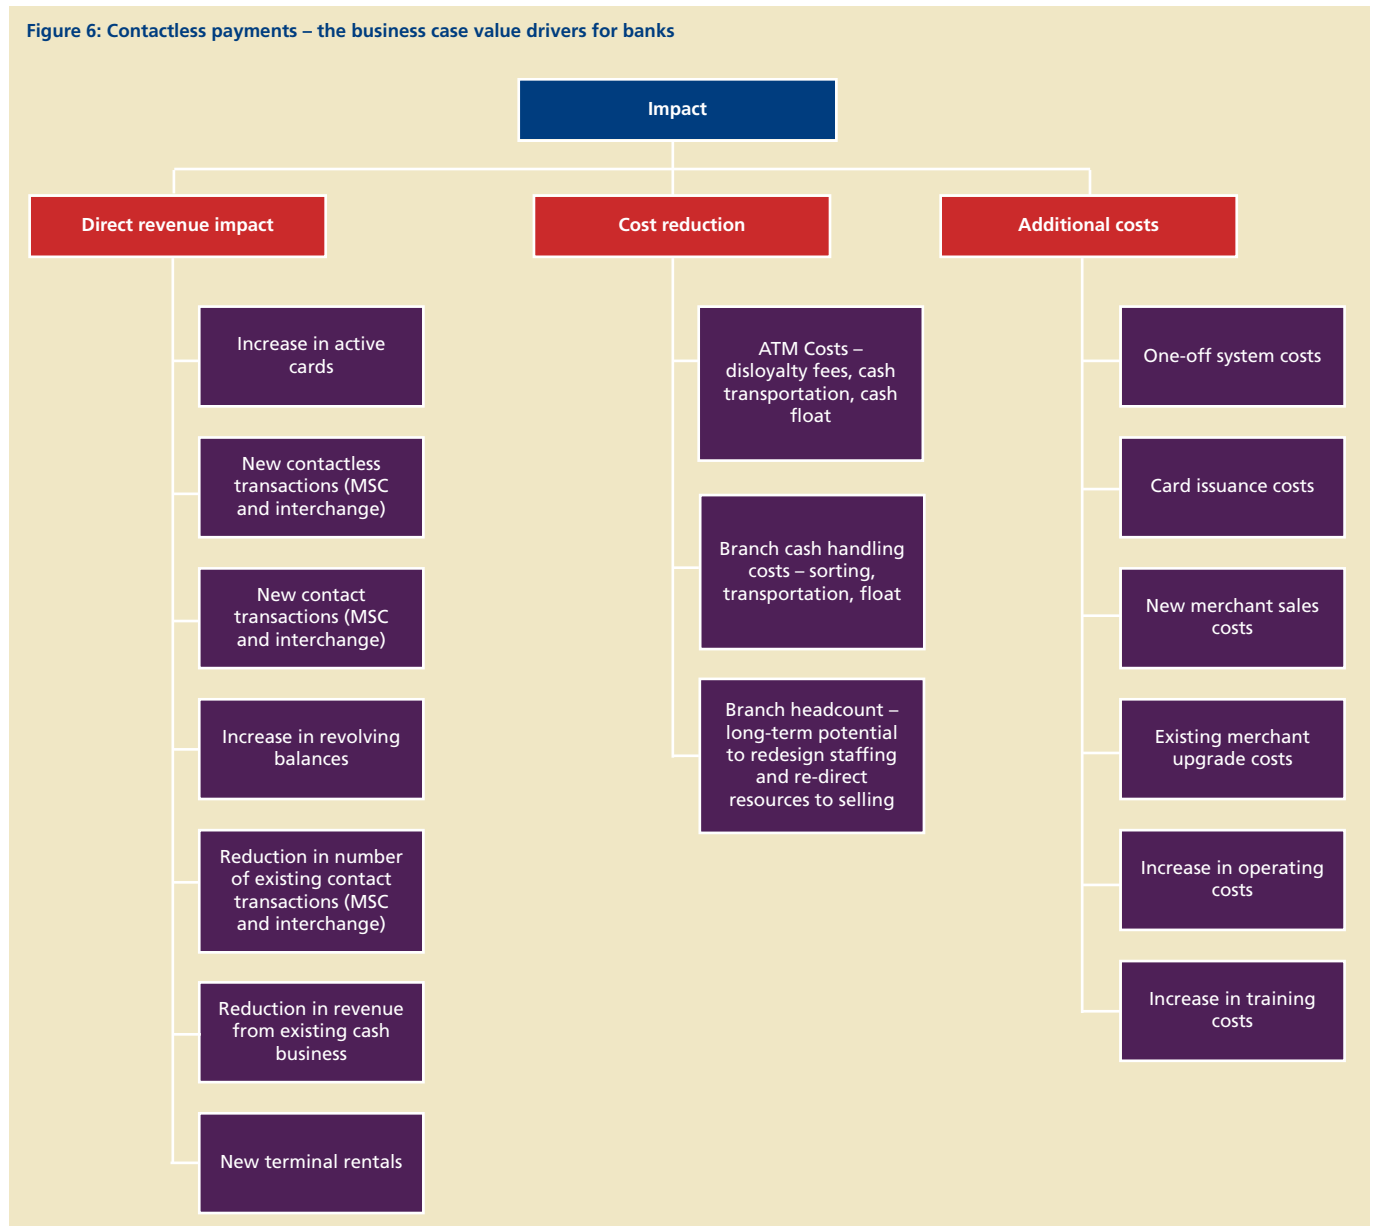 Figure 6: Contactless payments – the business case value drivers for banks
Impact
Direct revenue impact
Increase in active
cards
New contactless
transactions (MSC
and interchange)
New contact
transactions (MSC
and interchange)
Increase in revolving
balances
Reduction in number
of existing contact
transactions (MSC
and interchange)
Reduction in revenue
from existing cash
business
New terminal rentals
Cost reduction
ATM Costs –
disloyalty fees, cash
transportation, cash
float
Branch cash handling
costs – sorting,
transportation, float
Branch headcount –
long-term potential
to redesign staffing
and re-direct
resources to selling
Additional costs
One-off system costs
Card issuance costs
New merchant sales
costs
Existing merchant
upgrade costs
Increase in operating
costs
Increase in training
costs